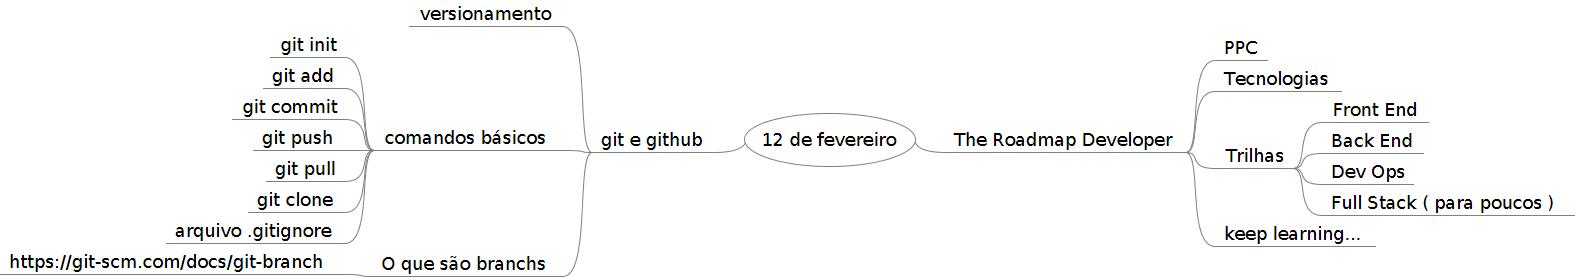 12 de fevereiro
git e github
versionamento
comandos básicos
git init
git add
git commit
git push
git pull
git clone
arquivo .gitignore
O que são branchs
https://git-scm.com/docs/git-branch
The Roadmap Developer
PPC
Tecnologias
Trilhas
Front End
Back End
Dev Ops
Full Stack ( para poucos )
keep learning...